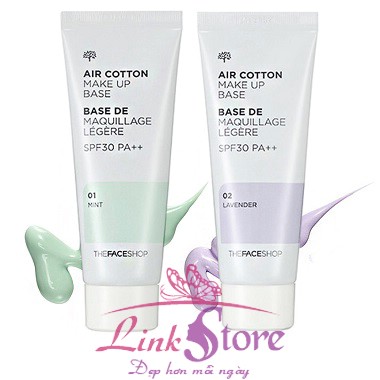 AIR COTTON
MAKE UP
BASE
BASE DE
MAQUILLAGE
LÉGÈRE
SPF30 PA++
01
MINT
THEFACESHOP
AIR COTTON
MAKE UP
BASE
BASE DE
MAQUILLAGE
LÉGÈRE
SPF30 PA++
02
LAVENDER
THEFACESHOP
Link Store
Đẹp hơn mỗi ngày